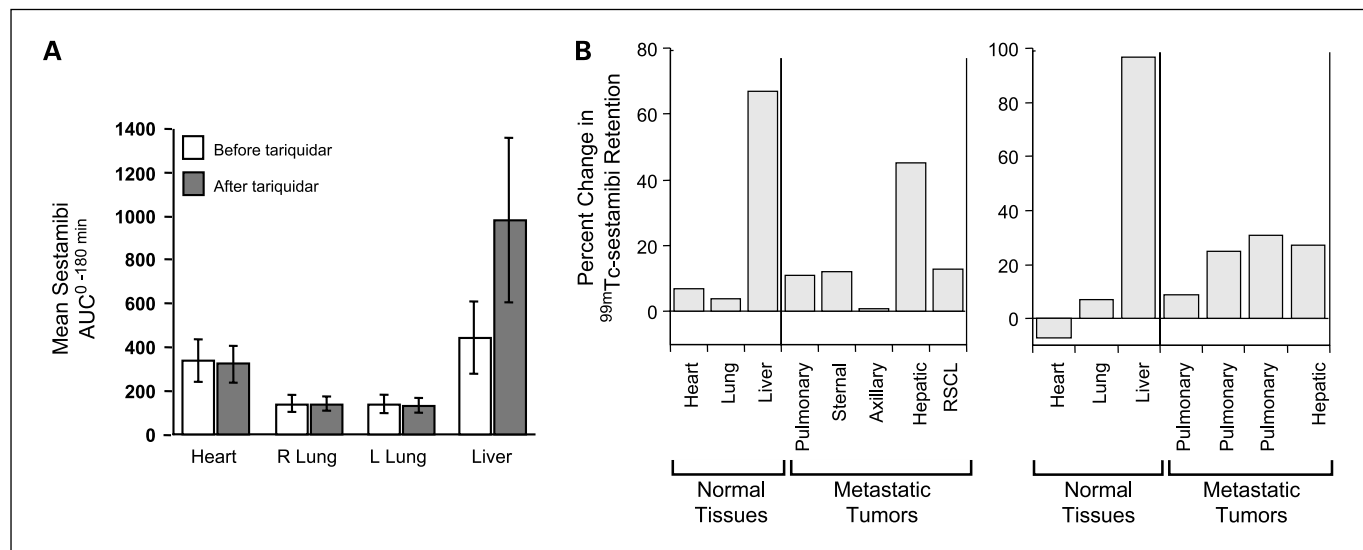 A
Mean Sestamibi
AUC0-180 min
1400
1200
1000
800
600
400
200
0
Before tariquidar
After tariquidar
Heart R Lung L Lung Liver
B
Percent Change in
99mTc-sestamibi Retention
80
60
40
20
0
Heart
Lung
Liver
Pulmonary
Sternal
Axillary
Hepatic
RSCL
Normal
Tissues
Metastatic
Tumors
100
80
60
40
20
0
Heart
Lung
Liver
Pulmonary
Pulmonary
Pulmonary
Hepatic
Normal
Tissues
Metastatic
Tumors